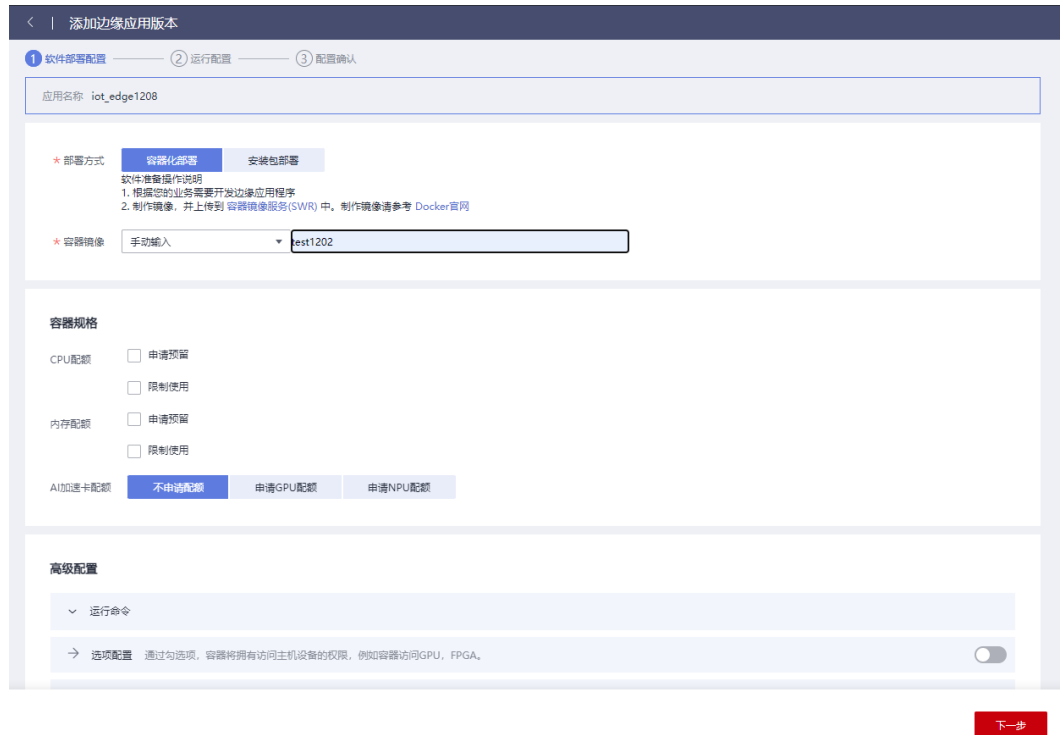 添加边缘应用版本
1 软件部署配置 2 运行配置 3 配置确认
应用名称 iot_edge1208
* 部署方式 容器化部署 安装包部署
软件准备操作说明
1. 根据您的业务需要开发边缘应用程序
2. 制作镜像，并上传到 容器镜像服务(SWR) 中。制作镜像请参考 Docker官网
* 容器镜像 手动输入 test1202
容器规格
CPU配额 申请预留
限制使用
内存配额 申请预留
限制使用
AI加速卡配额 不申请配额 申请GPU配额 申请NPU配额
高级配置
运行命令
选项配置 通过勾选项，容器将拥有访问主机设备的权限，例如容器访问GPU，FPGA。
下一步